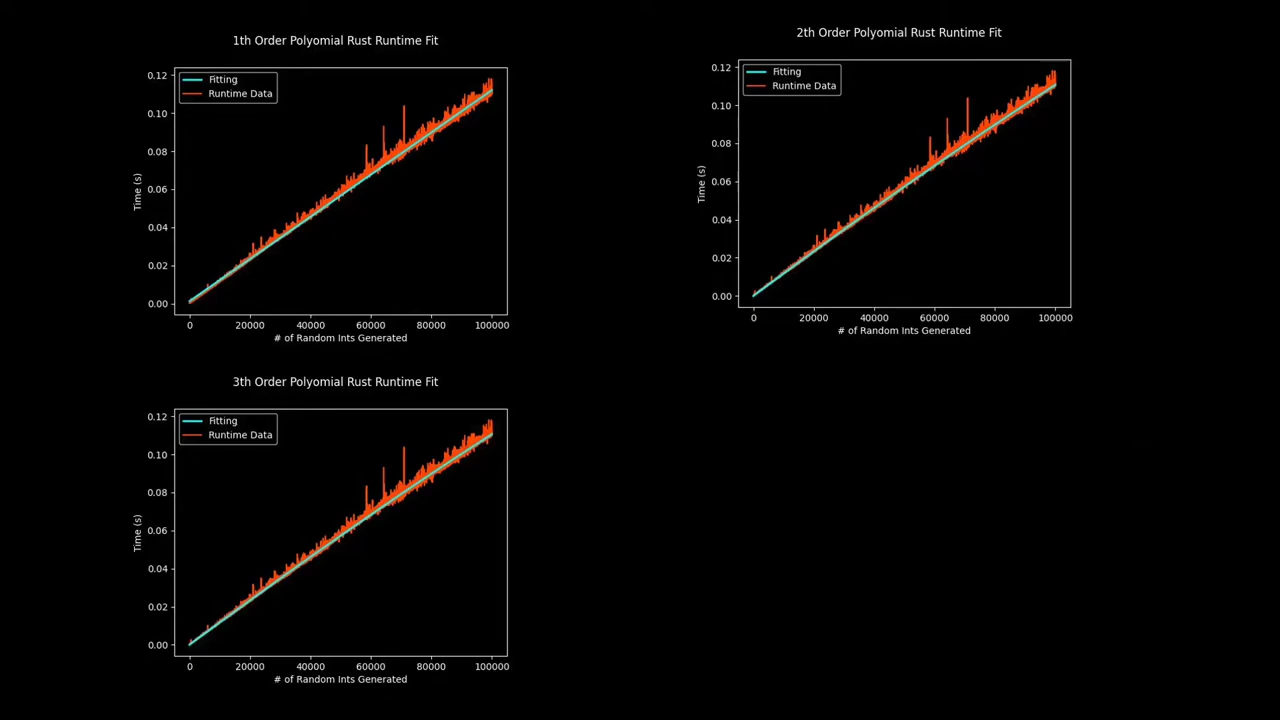 1th Order Polyomial Rust Runtime Fit
Fitting
Runtime Data
0.12
0.10
0.08
0.06
0.04
0.02
0.00
Time (s)
0 20000 40000 60000 80000 100000
# of Random Ints Generated
2th Order Polyomial Rust Runtime Fit
Fitting
Runtime Data
0.12
0.10
0.08
0.06
0.04
0.02
0.00
Time (s)
0 20000 40000 60000 80000 100000
# of Random Ints Generated
3th Order Polyomial Rust Runtime Fit
Fitting
Runtime Data
0.12
0.10
0.08
0.06
0.04
0.02
0.00
Time (s)
0 20000 40000 60000 80000 100000
# of Random Ints Generated